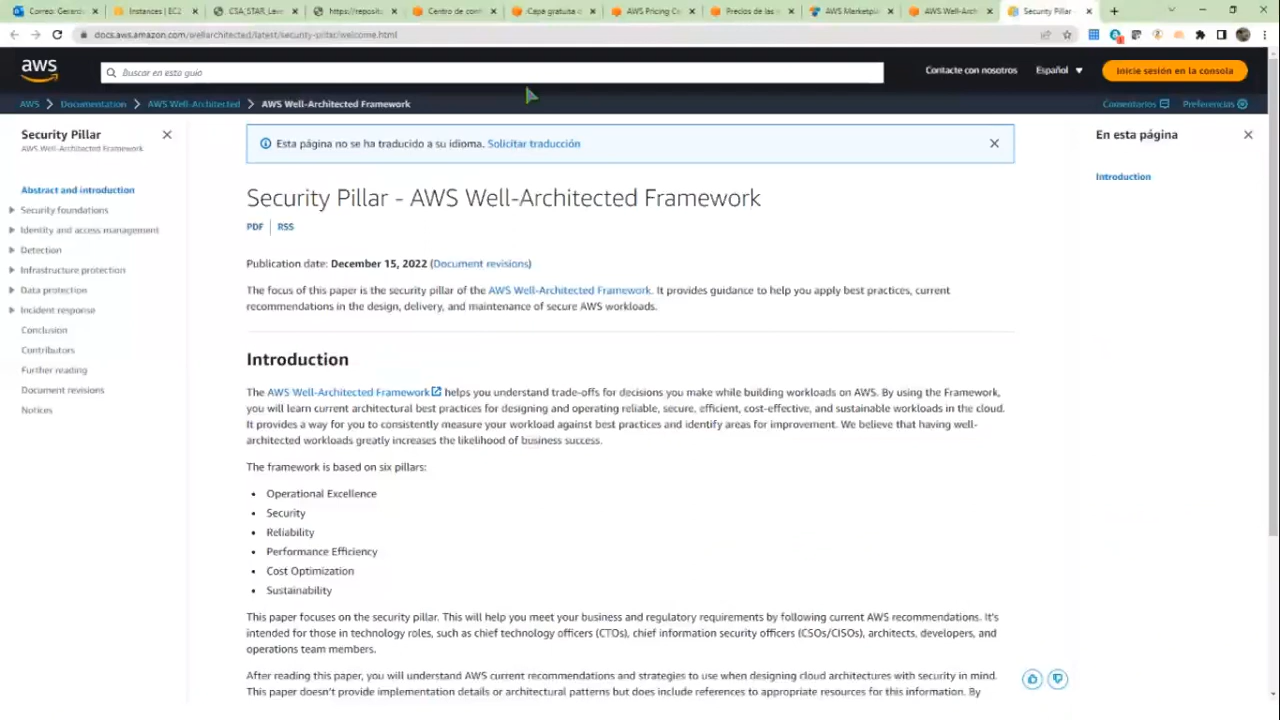 Correo: Gerardo
Instances | EC2
CSA_STAR_Leve
https://reposito
Centro de conf
Capa gratuita d
AWS Pricing C
Precios de las
AWS Marketpl
AWS Well-Arch
Security Pillar -
docs.aws.amazon.com/wellarchitected/latest/security-pillar/welcome.html
aws
Buscar en esta guía
Contacte con nosotros
Español
Inicie sesión en la consola
AWS > Documentation > AWS Well-Architected > AWS Well-Architected Framework
Comentarios
Preferencias
Security Pillar
AWS Well-Architected Framework
Abstract and introduction
Security foundations
Identity and access management
Detection
Infrastructure protection
Data protection
Incident response
Conclusion
Contributors
Further reading
Document revisions
Notices
Esta página no se ha traducido a su idioma. Solicitar traducción
Security Pillar - AWS Well-Architected Framework
PDF | RSS
Publication date: December 15, 2022 (Document revisions)
The focus of this paper is the security pillar of the AWS Well-Architected Framework. It provides guidance to help you apply best practices, current
recommendations in the design, delivery, and maintenance of secure AWS workloads.
Introduction
The AWS Well-Architected Framework helps you understand trade-offs for decisions you make while building workloads on AWS. By using the Framework,
you will learn current architectural best practices for designing and operating reliable, secure, efficient, cost-effective, and sustainable workloads in the cloud.
It provides a way for you to consistently measure your workload against best practices and identify areas for improvement. We believe that having well-
architected workloads greatly increases the likelihood of business success.
The framework is based on six pillars:
• Operational Excellence
• Security
• Reliability
• Performance Efficiency
• Cost Optimization
• Sustainability
This paper focuses on the security pillar. This will help you meet your business and regulatory requirements by following current AWS recommendations. It's
intended for those in technology roles, such as chief technology officers (CTOs), chief information security officers (CSOs/CISOs), architects, developers, and
operations team members.
After reading this paper, you will understand AWS current recommendations and strategies to use when designing cloud architectures with security in mind.
This paper doesn't provide implementation details or architectural patterns but does include references to appropriate resources for this information. By
En esta página
Introduction